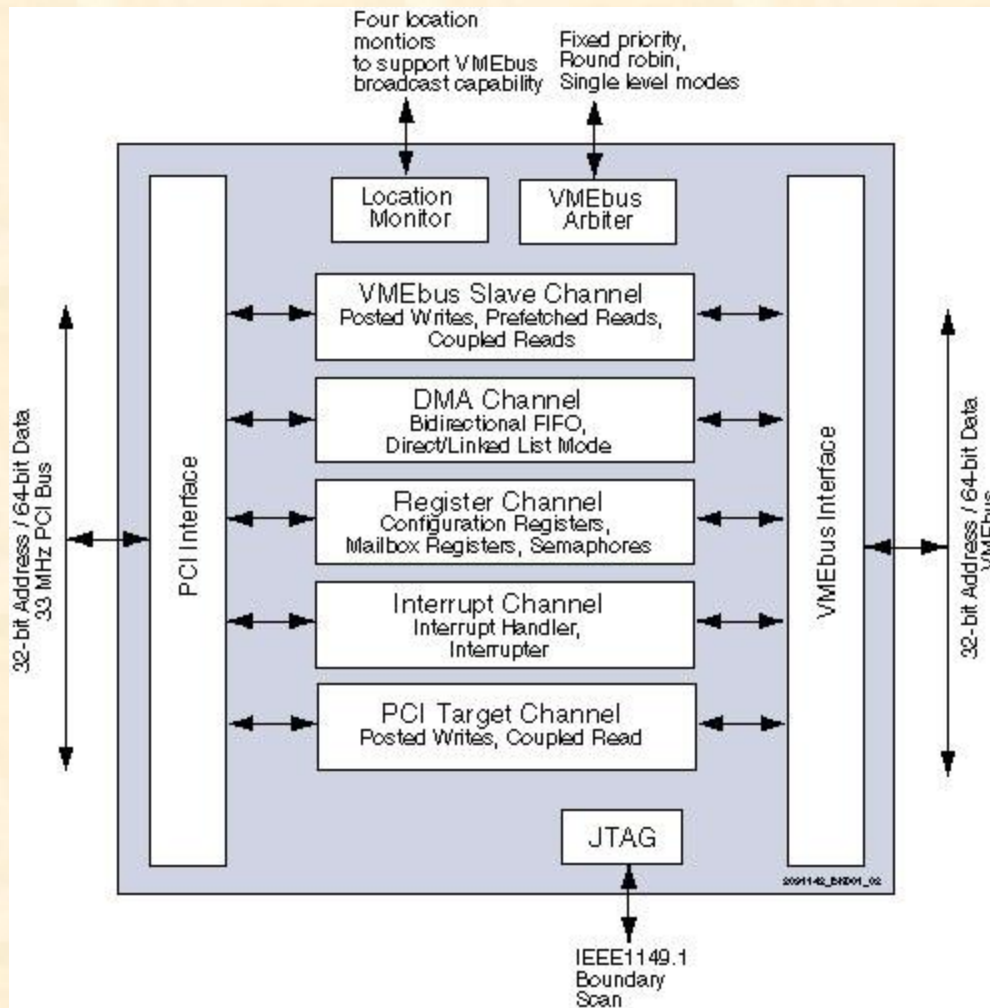 Four location
montiors
to support VMEbus
broadcast capability
Fixed priority,
Round robin,
Single level modes
Location
Monitor
VMEbus
Arbiter
VMEbus Slave Channel
Posted Writes, Prefetched Reads,
Coupled Reads
DMA Channel
Bidirectional FIFO,
Direct/Linked List Mode
Register Channel
Configuration Registers,
Mailbox Registers, Semaphores
Interrupt Channel
Interrupt Handler,
Interrupter
PCI Target Channel
Posted Writes, Coupled Read
32-bit Address / 64-bit Data
33 MHz PCI Bus
PCI Interface
VMEbus Interface
32-bit Address / 64-bit Data
VMEbus
JTAG
IEEE1149.1
Boundary
Scan